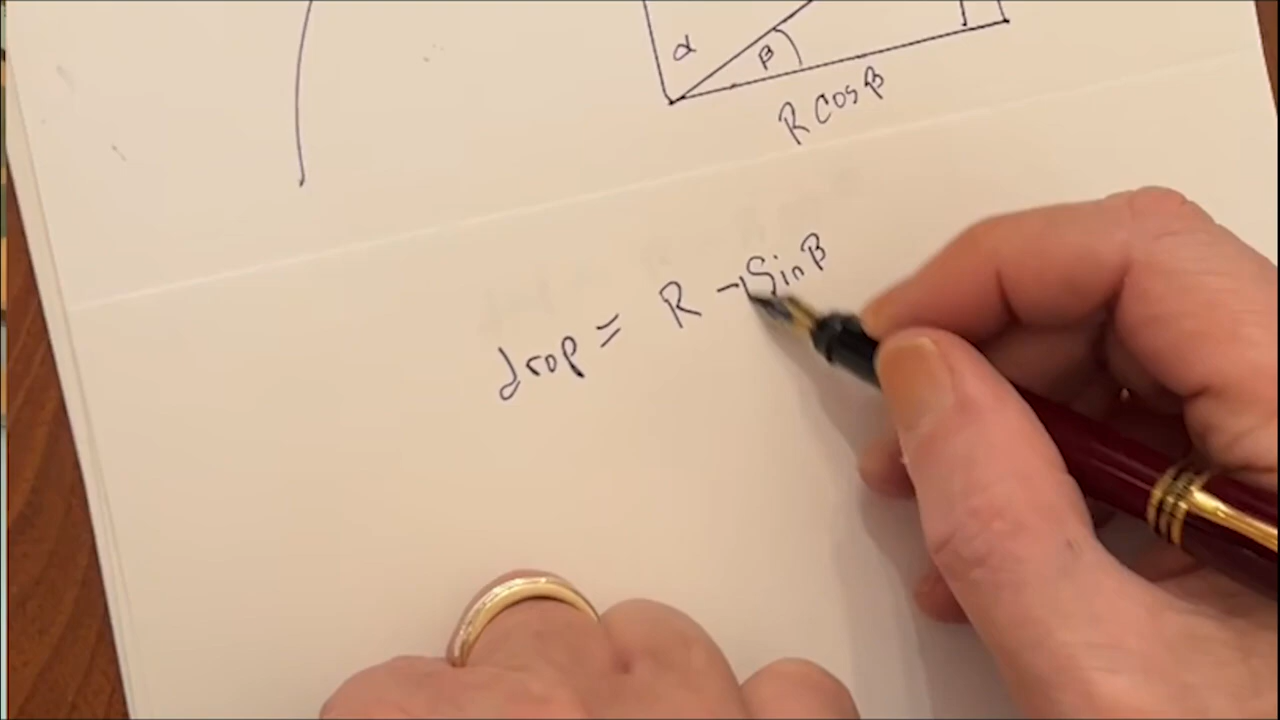 α
β
R cos β
drop = R - Sin β